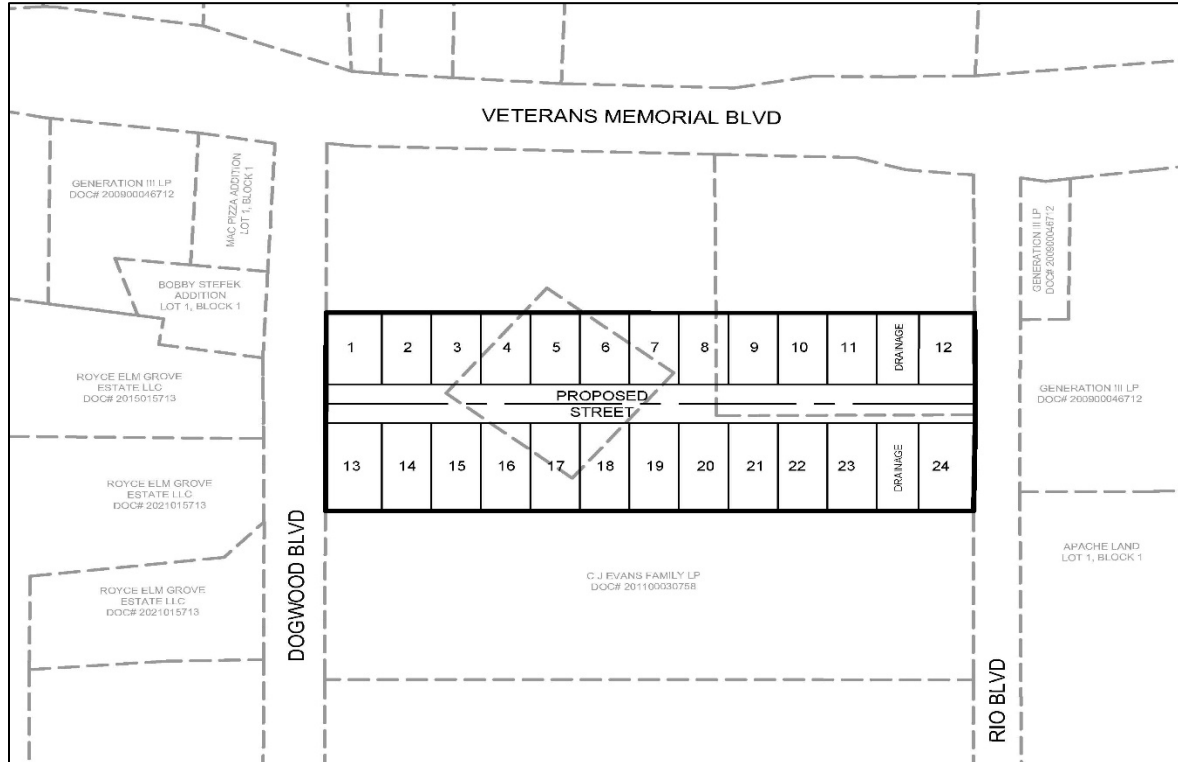 VETERANS MEMORIAL BLVD
GENERATION III LP
DOC# 200900046712
MAC PIZZA ADDITION
LOT 1, BLOCK 1
BOBBY STEFEK
ADDITION
LOT 1, BLOCK 1
GENERATION III LP
DOC# 200900046712
ROYCE ELM GROVE
ESTATE LLC
DOC# 2015015713
1 2 3 4 5 6 7 8 9 10 11 DRAINAGE 12
PROPOSED
STREET
GENERATION III LP
DOC# 200900046712
13 14 15 16 17 18 19 20 21 22 23 DRAINAGE 24
ROYCE ELM GROVE
ESTATE LLC
DOC# 2021015713
DOGWOOD BLVD
C J EVANS FAMILY LP
DOC# 201100030758
APACHE LAND
LOT 1, BLOCK 1
ROYCE ELM GROVE
ESTATE LLC
DOC# 2021015713
RIO BLVD